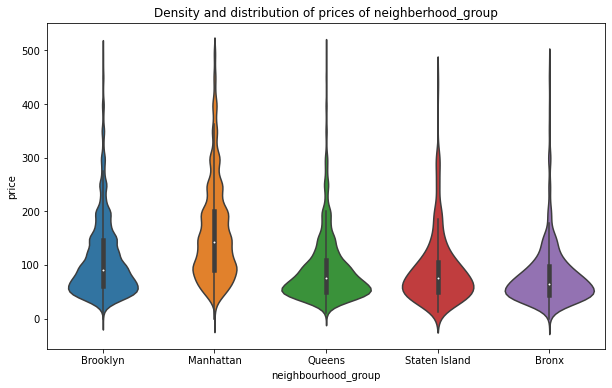 Density and distribution of prices of neighberhood_group
500
400
300
200
100
0
price
Brooklyn
Manhattan
Queens
Staten Island
Bronx
neighbourhood_group